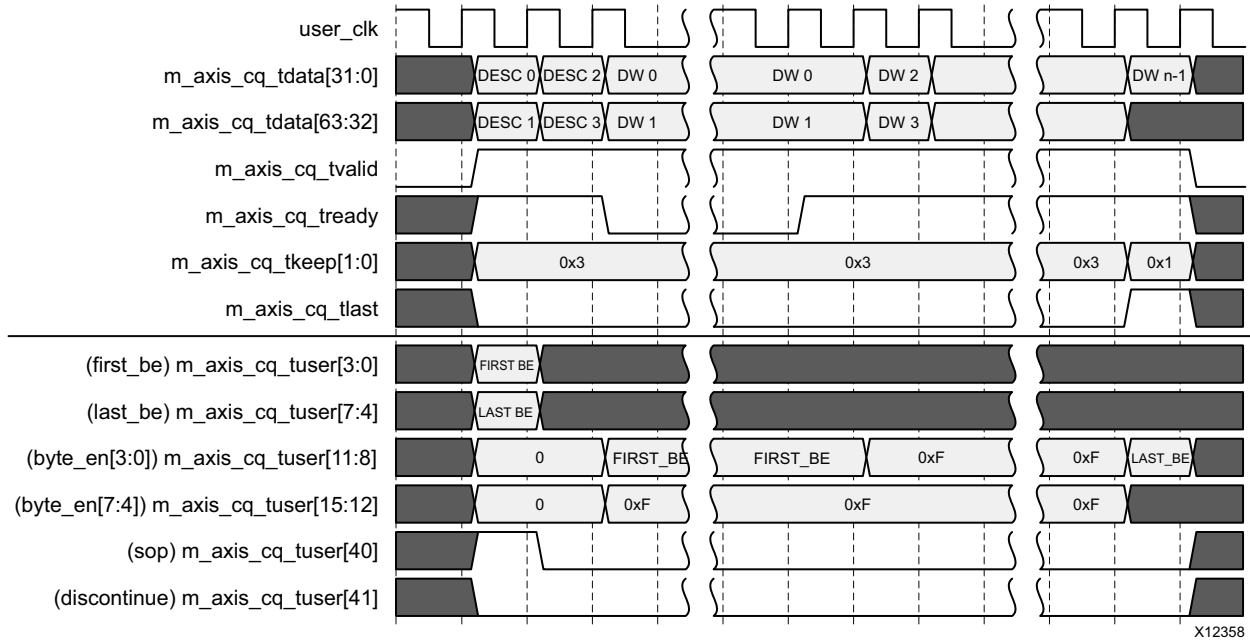 user_clk
m_axis_cq_tdata[31:0] DESC 0 DESC 2 DW 0 DW 0 DW 2 DW n-1
m_axis_cq_tdata[63:32] DESC 1 DESC 3 DW 1 DW 1 DW 3
m_axis_cq_tvalid
m_axis_cq_tready
m_axis_cq_tkeep[1:0] 0x3 0x3 0x3 0x1
m_axis_cq_tlast
(first_be) m_axis_cq_tuser[3:0] FIRST BE
(last_be) m_axis_cq_tuser[7:4] LAST BE
(byte_en[3:0]) m_axis_cq_tuser[11:8] 0 FIRST_BE FIRST_BE 0xF 0xF LAST_BE
(byte_en[7:4]) m_axis_cq_tuser[15:12] 0 0xF 0xF 0xF
(sop) m_axis_cq_tuser[40]
(discontinue) m_axis_cq_tuser[41]
X12358